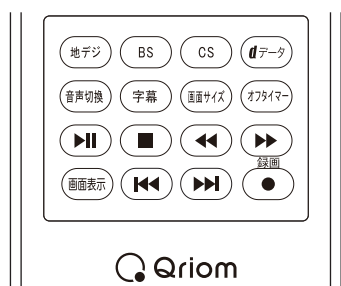 地デジ BS CS dデータ
音声切換 字幕 画面サイズ オフタイマー
録画
画面表示
Qriom